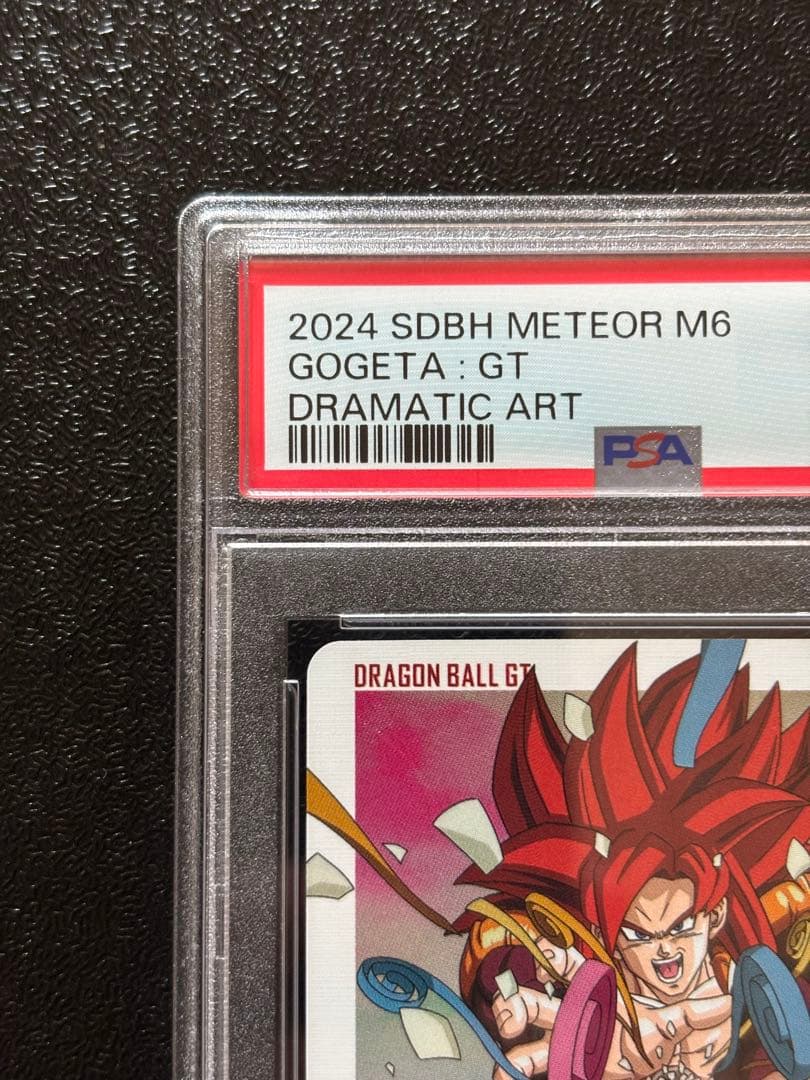 2024 SDBH METEOR M6
GOGETA : GT
DRAMATIC ART
PSA
DRAGON BALL GT